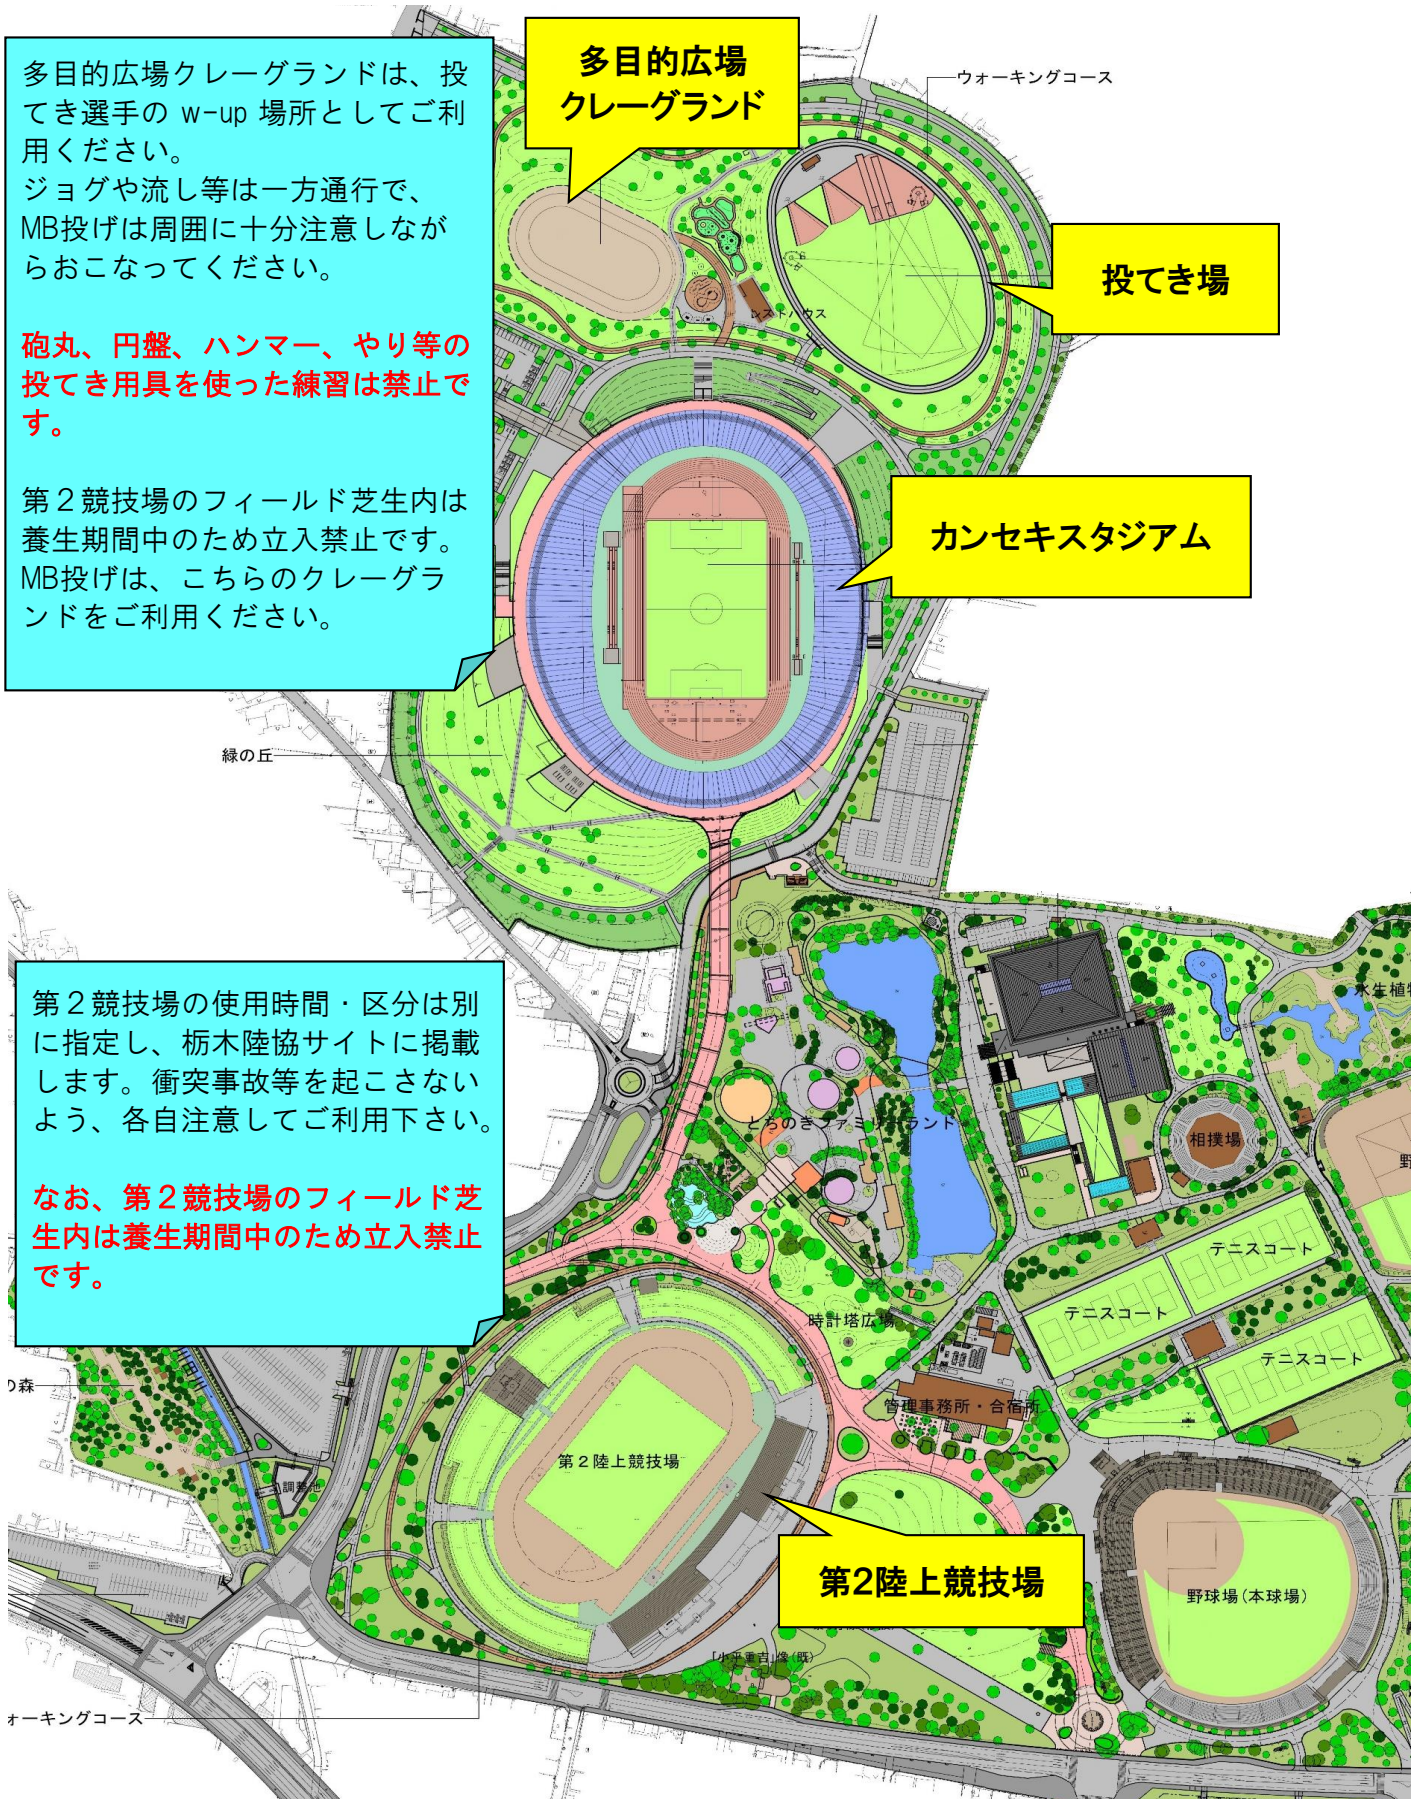 多目的広場クレーグランドは、投
てき選手の w-up 場所としてご利
用ください。
ジョグや流し等は一方通行で、
MB投げは周囲に十分注意しなが
らおこなってください。
砲丸、円盤、ハンマー、やり等の
投てき用具を使った練習は禁止で
す。
第２競技場のフィールド芝生内は
養生期間中のため立入禁止です。
MB投げは、こちらのクレーグラ
ンドをご利用ください。
多目的広場
クレーグランド
ウォーキングコース
投てき場
レストハウス
カンセキスタジアム
緑の丘
第２競技場の使用時間・区分は別
に指定し、栃木陸協サイトに掲載
します。衝突事故等を起こさない
よう、各自注意してご利用下さい。
なお、第２競技場のフィールド芝
生内は養生期間中のため立入禁止
です。
水生植
とちのきファミリーランド
相撲場
野
テニスコート
テニスコート
テニスコート
時計塔広場
管理事務所・合宿所
の森
調整池
第２陸上競技場
第2陸上競技場
野球場(本球場)
「小平重吉」像(既)
ォーキングコース